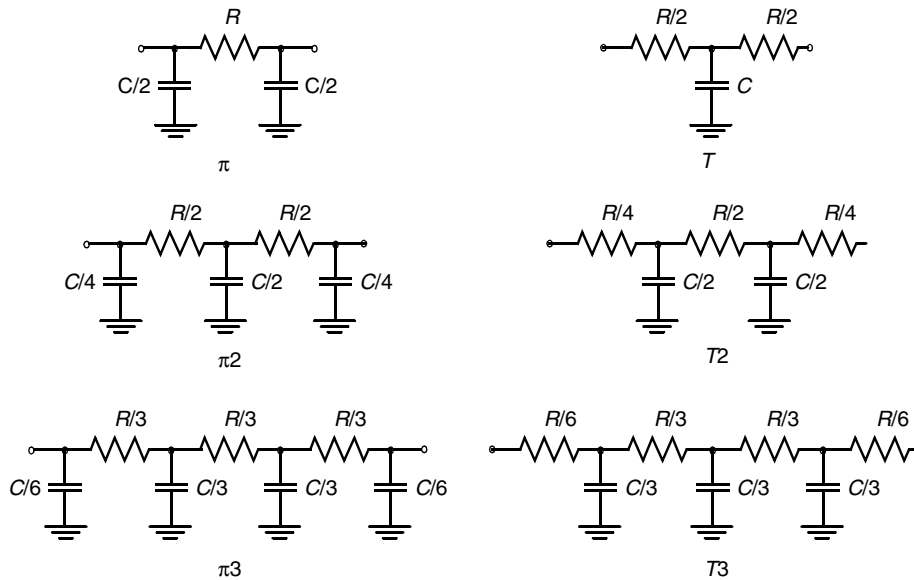 R
R/2 R/2
C/2 C/2
C
π
T
R/2 R/2
R/4 R/2 R/4
C/4 C/2 C/4
C/2 C/2
π2
T2
R/3 R/3 R/3
R/6 R/3 R/3 R/6
C/6 C/3 C/3 C/6
C/3 C/3 C/3
π3
T3